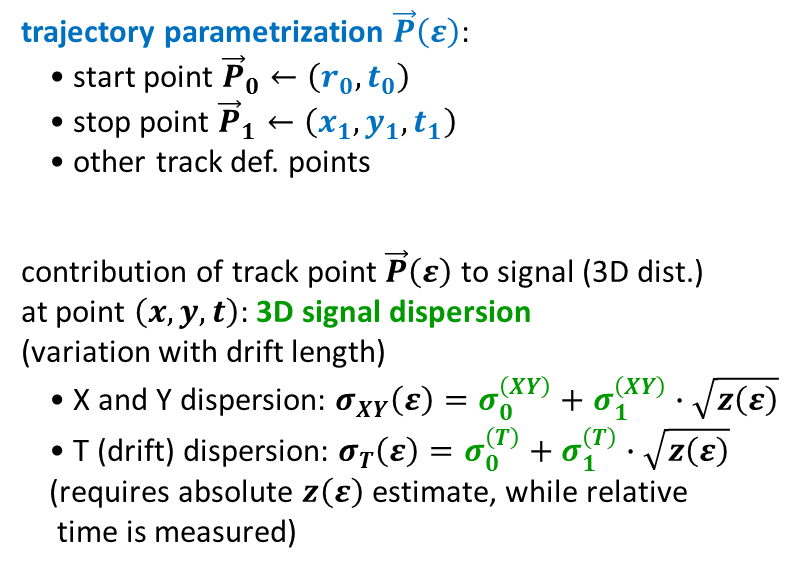 trajectory parametrization P⃗(ε):
• start point P⃗₀ ← (r₀, t₀)
• stop point P⃗₁ ← (x₁, y₁, t₁)
• other track def. points
contribution of track point P⃗(ε) to signal (3D dist.)
at point (x, y, t): 3D signal dispersion
(variation with drift length)
• X and Y dispersion: σ_XY(ε) = σ₀^(XY) + σ₁^(XY) · √z(ε)
• T (drift) dispersion: σ_T(ε) = σ₀^(T) + σ₁^(T) · √z(ε)
(requires absolute z(ε) estimate, while relative
time is measured)